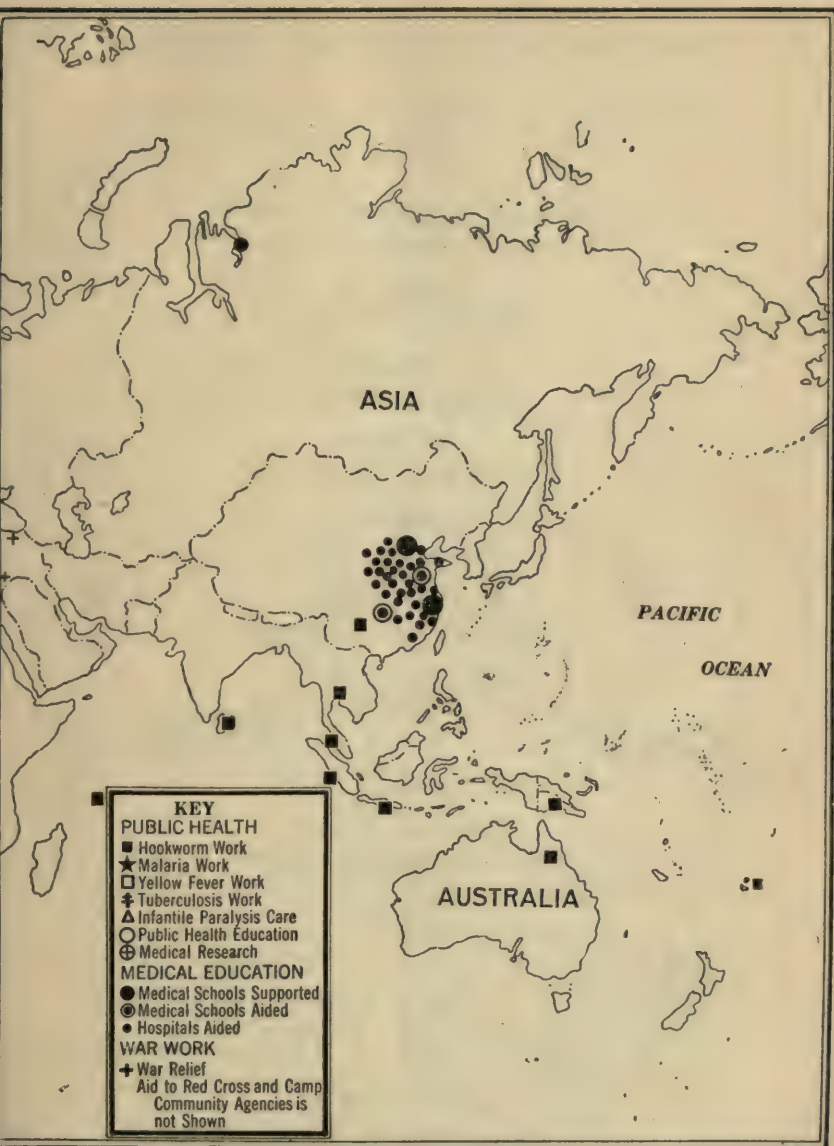 ASIA
PACIFIC
OCEAN
AUSTRALIA
KEY
PUBLIC HEALTH
Hookworm Work
Malaria Work
Yellow Fever Work
Tuberculosis Work
Infantile Paralysis Care
Public Health Education
Medical Research
MEDICAL EDUCATION
Medical Schools Supported
Medical Schools Aided
Hospitals Aided
WAR WORK
War Relief
Aid to Red Cross and Camp
Community Agencies is
not Shown